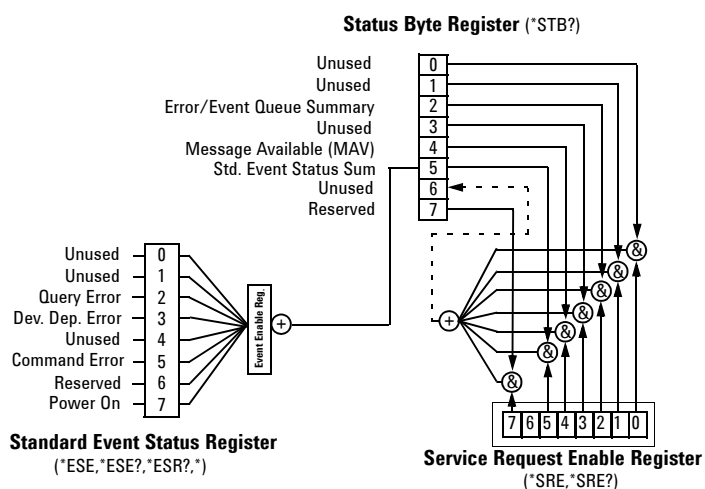 Status Byte Register (*STB?)
Unused 0
Unused 1
Error/Event Queue Summary 2
Unused 3
Message Available (MAV) 4
Std. Event Status Sum 5
Unused 6
Reserved 7
Unused 0
Unused 1
Query Error 2
Dev. Dep. Error 3
Unused 4
Command Error 5
Reserved 6
Power On 7
Event Enable Reg.
+
+
&
&
&
&
&
&
&
7 6 5 4 3 2 1 0
Standard Event Status Register
(*ESE,*ESE?,*ESR?,*)
Service Request Enable Register
(*SRE,*SRE?)